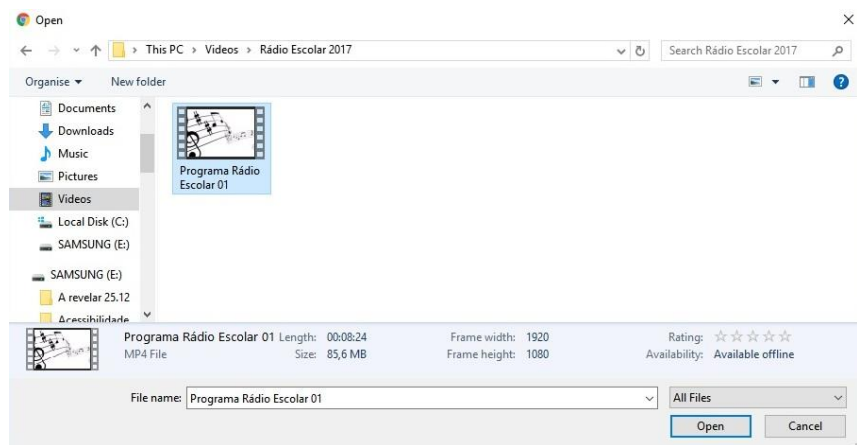 Open
This PC > Videos > Rádio Escolar 2017
Search Rádio Escolar 2017
Organise
New folder
Documents
Downloads
Music
Pictures
Videos
Local Disk (C:)
SAMSUNG (E:)
SAMSUNG (E:)
A revelar 25.12
Acessibilidade
Programa Rádio
Escolar 01
Programa Rádio Escolar 01 Length: 00:08:24 Frame width: 1920 Rating:
MP4 File Size: 85,6 MB Frame height: 1080 Availability: Available offline
File name: Programa Rádio Escolar 01 All Files
Open Cancel